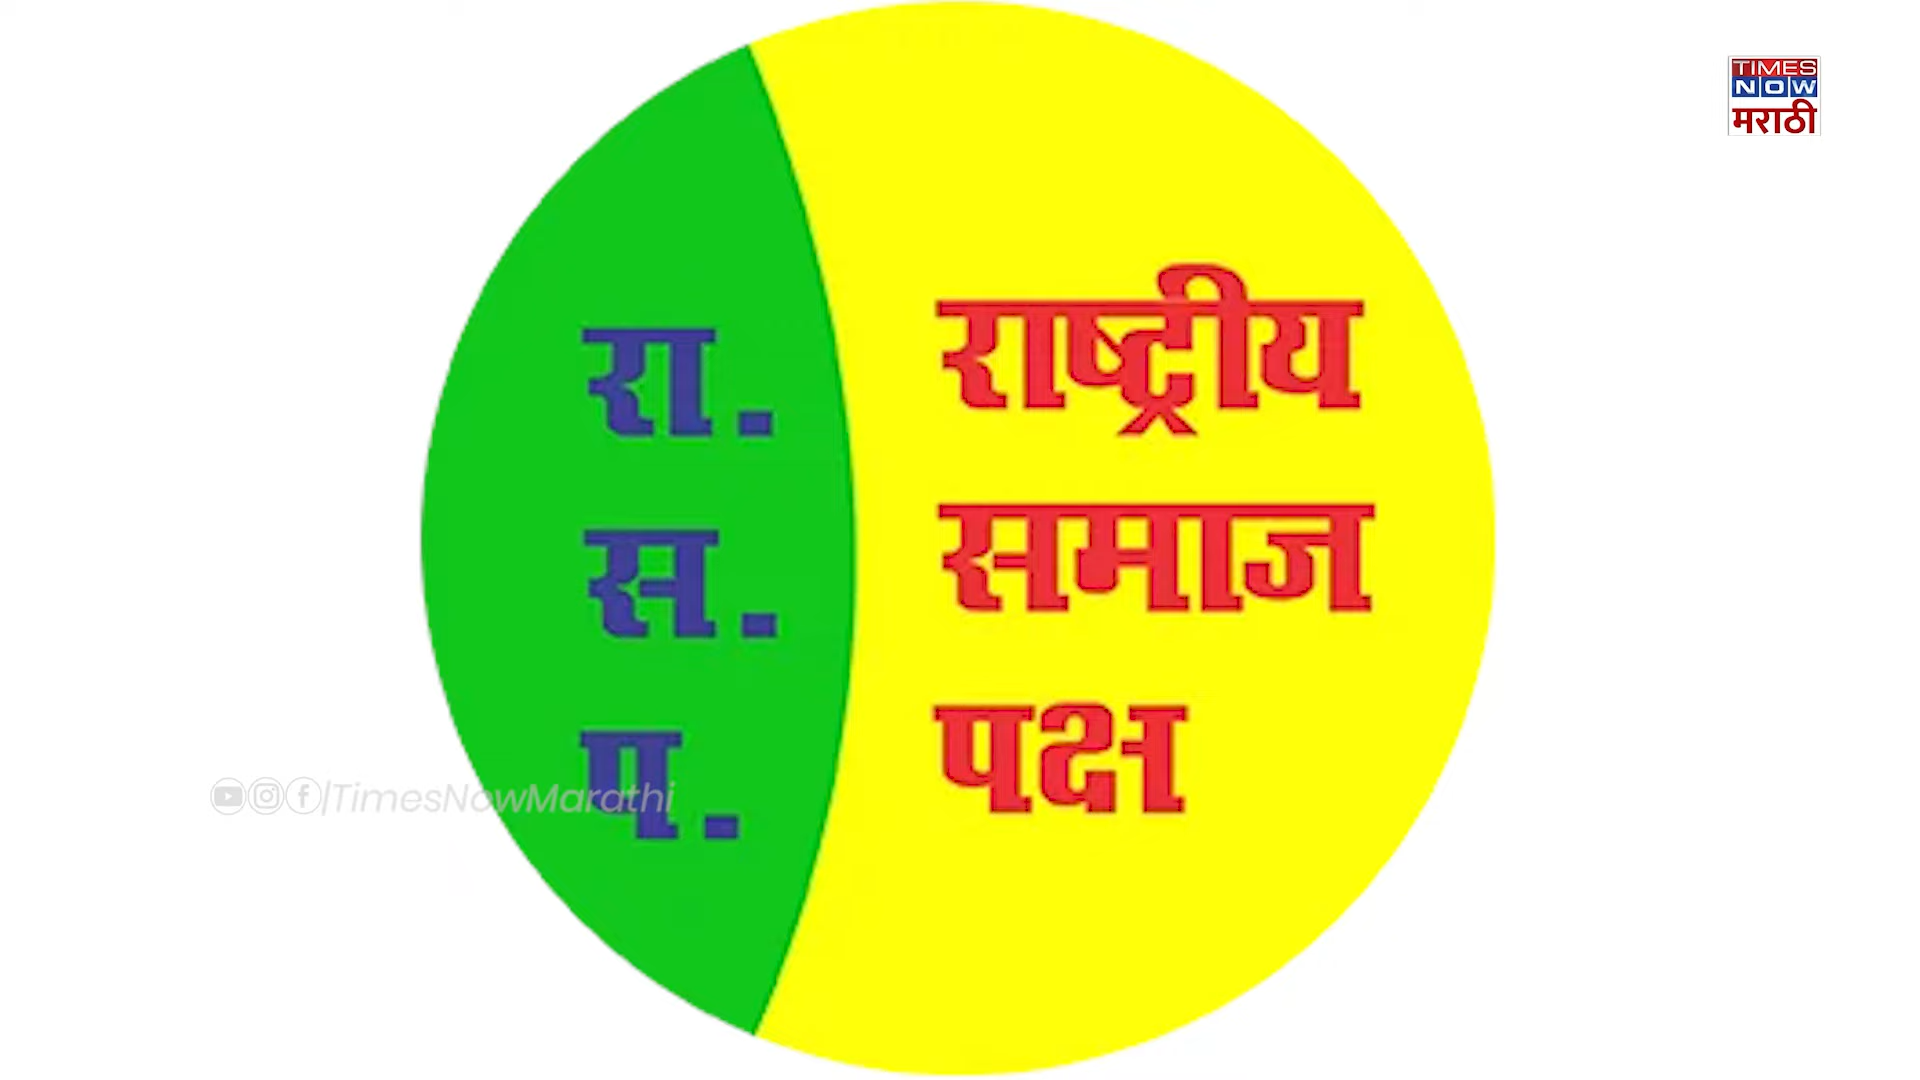 TIMES
NOW
मराठी
रा.
स.
प.
राष्ट्रीय
समाज
पक्ष
/TimesNowMarathi